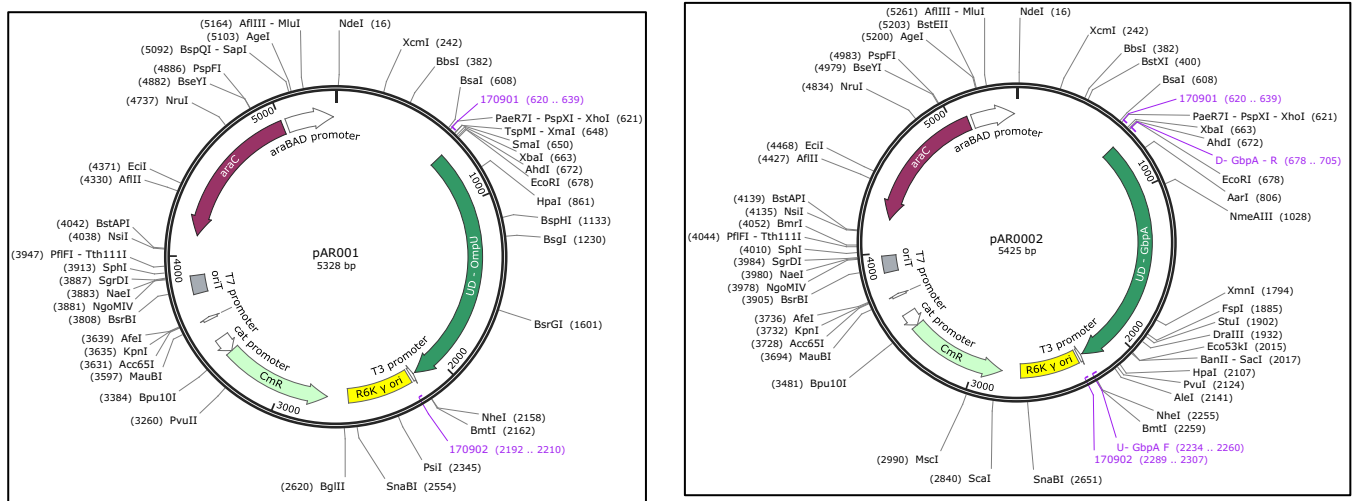 (5164) AflIII - MluI
(5103) AgeI
(5092) BspQI - SapI
(4886) PspFI
(4882) BseYI
(4737) NruI
(4371) EciI
(4330) AflII
(4042) BstAPI
(4038) NsiI
(3947) PflFI - Tth111I
(3913) SphI
(3887) SgrDI
(3883) NaeI
(3881) NgoMIV
(3808) BsrBI
(3639) AfeI
(3635) KpnI
(3631) Acc65I
(3597) MauBI
(3384) Bpu10I
(3260) PvuII
NdeI (16)
XcmI (242)
BbsI (382)
BsaI (608)
170901 (620 .. 639)
PaeR7I - PspXI - XhoI (621)
TspMI - XmaI (648)
SmaI (650)
XbaI (663)
AhdI (672)
EcoRI (678)
HpaI (861)
BspHI (1133)
BsgI (1230)
BsrGI (1601)
NheI (2158)
BmtI (2162)
170902 (2192 .. 2210)
PsiI (2345)
SnaBI (2554)
(2620) BglII
araBAD promoter
araC
UD - OmpU
pAR001
5328 bp
oriT
T7 promoter
cat promoter
CmR
T3 promoter
R6K γ ori
1000
2000
3000
4000
5000
(5261) AflIII - MluI
(5203) BstEII
(5200) AgeI
(4983) PspFI
(4979) BseYI
(4834) NruI
(4468) EciI
(4427) AflII
(4139) BstAPI
(4135) NsiI
(4052) BmrI
(4044) PflFI - Tth111I
(4010) SphI
(3984) SgrDI
(3980) NaeI
(3978) NgoMIV
(3905) BsrBI
(3736) AfeI
(3732) KpnI
(3728) Acc65I
(3694) MauBI
(3481) Bpu10I
(2990) MscI
(2840) ScaI
NdeI (16)
XcmI (242)
BbsI (382)
BstXI (400)
BsaI (608)
170901 (620 .. 639)
PaeR7I - PspXI - XhoI (621)
XbaI (663)
AhdI (672)
D- GbpA - R (678 .. 705)
EcoRI (678)
AarI (806)
NmeAIII (1028)
XmnI (1794)
FspI (1885)
StuI (1902)
DraIII (1932)
Eco53kI (2015)
BanII - SacI (2017)
HpaI (2107)
PvuI (2124)
AleI (2141)
NheI (2255)
BmtI (2259)
U- GbpA F (2234 .. 2260)
170902 (2289 .. 2307)
SnaBI (2651)
araBAD promoter
araC
UD - GbpA
pAR0002
5425 bp
oriT
T7 promoter
cat promoter
CmR
T3 promoter
R6K γ ori
1000
2000
3000
4000
5000